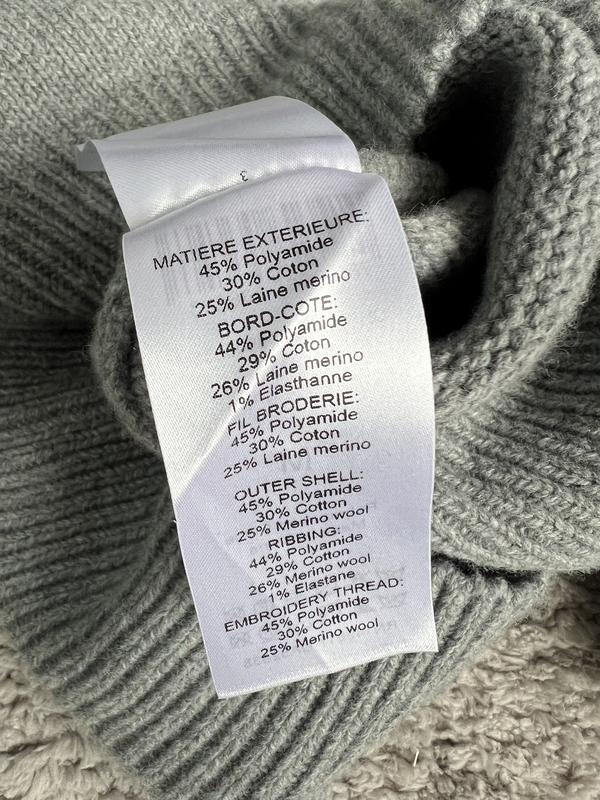 3
MATIERE EXTERIEURE:
45% Polyamide
30% Coton
25% Laine merino
BORD-COTE:
44% Polyamide
29% Coton
26% Laine merino
1% Elasthanne
FIL BRODERIE:
45% Polyamide
30% Coton
25% Laine merino
OUTER SHELL:
45% Polyamide
30% Cotton
25% Merino wool
RIBBING:
44% Polyamide
29% Cotton
26% Merino wool
1% Elastane
EMBROIDERY THREAD:
45% Polyamide
30% Cotton
25% Merino wool